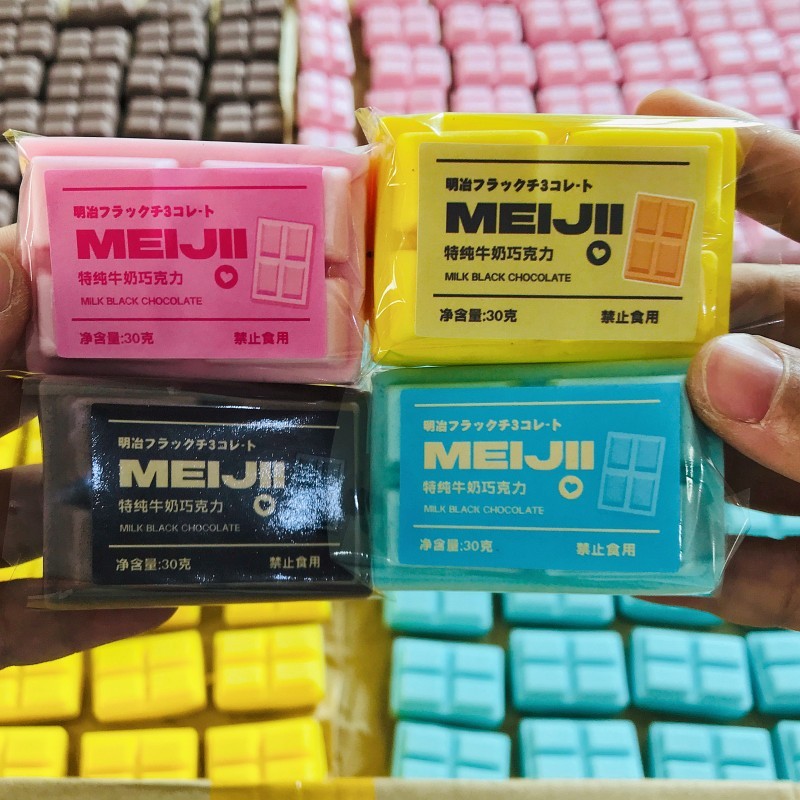 明治フラックチ3コレート
MEIJII
特纯牛奶巧克力
MILK BLACK CHOCOLATE
净含量:30克 禁止食用
明治フラックチ3コレート
MEIJII
特纯牛奶巧克力
MILK BLACK CHOCOLATE
净含量:30克 禁止食用
明冶フラックチ3コレート
MEIJII
特纯牛奶巧克力
MILK BLACK CHOCOLATE
净含量:30克 禁止食用
明冶フラックチ3コレート
MEIJII
特纯牛奶巧克力
MILK BLACK CHOCOLATE
净含量:30克 禁止食用